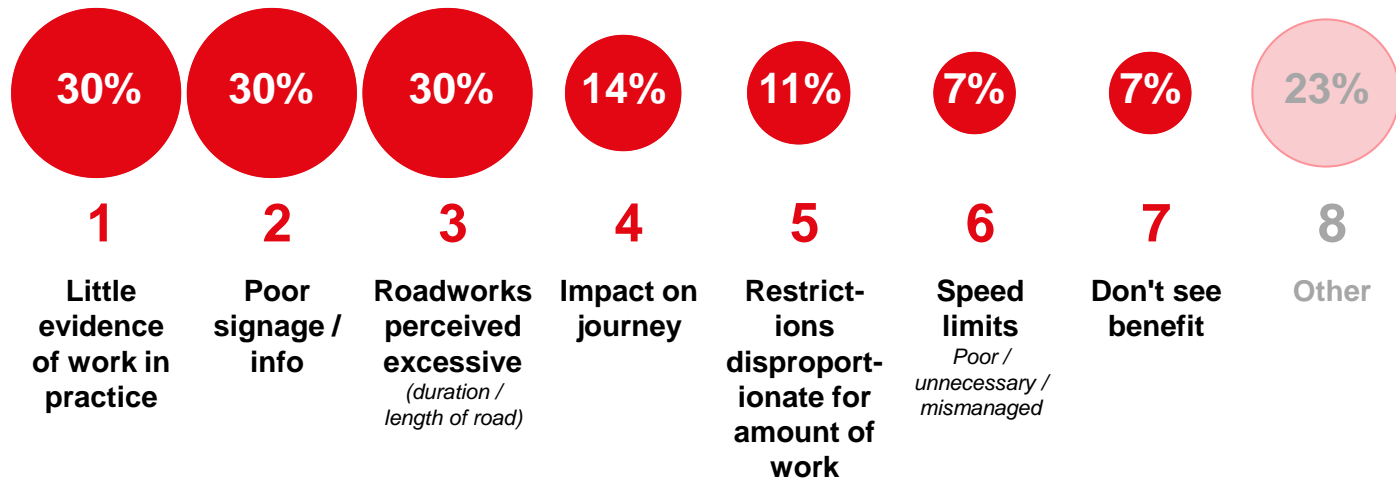 30%
30%
30%
14%
11%
7%
7%
23%
1
2
3
4
5
6
7
8
Little
evidence
of work in
practice
Poor
signage /
info
Roadworks
perceived
excessive
(duration /
length of road)
Impact on
journey
Restrict-
ions
disproport-
ionate for
amount of
work
Speed
limits
Poor /
unnecessary /
mismanaged
Don't see
benefit
Other